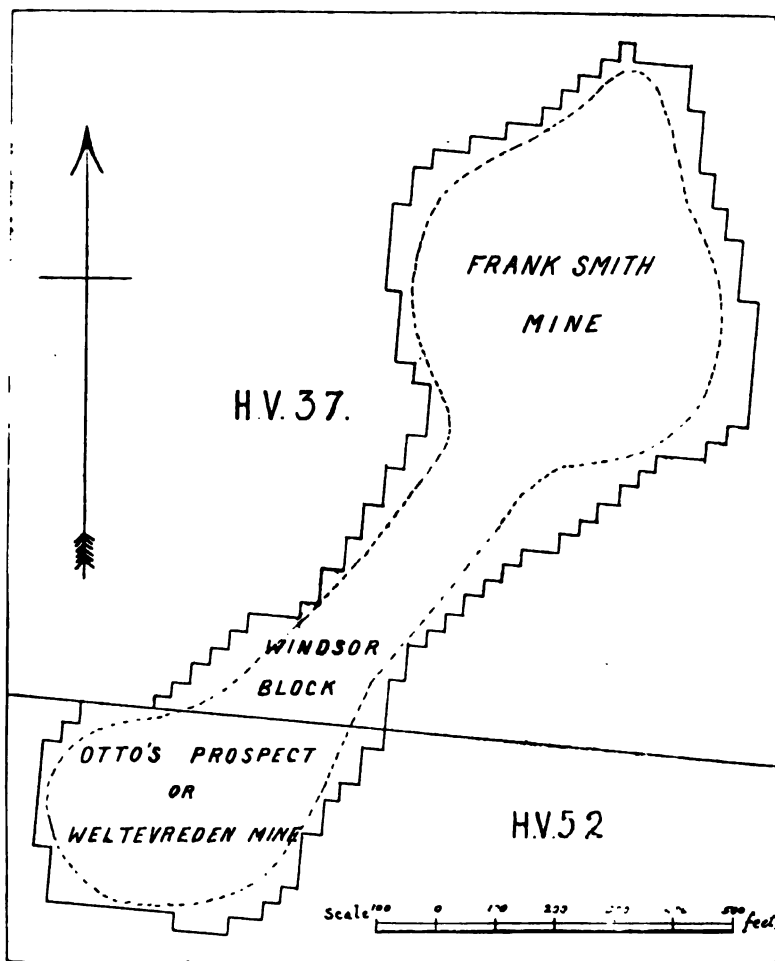 FRANK SMITH
MINE
H.V. 37.
WINDSOR
BLOCK
OTTO'S PROSPECT
OR
WELTEVREDEN MINE
H.V. 52
Scale 100 0 100 200 500 feet